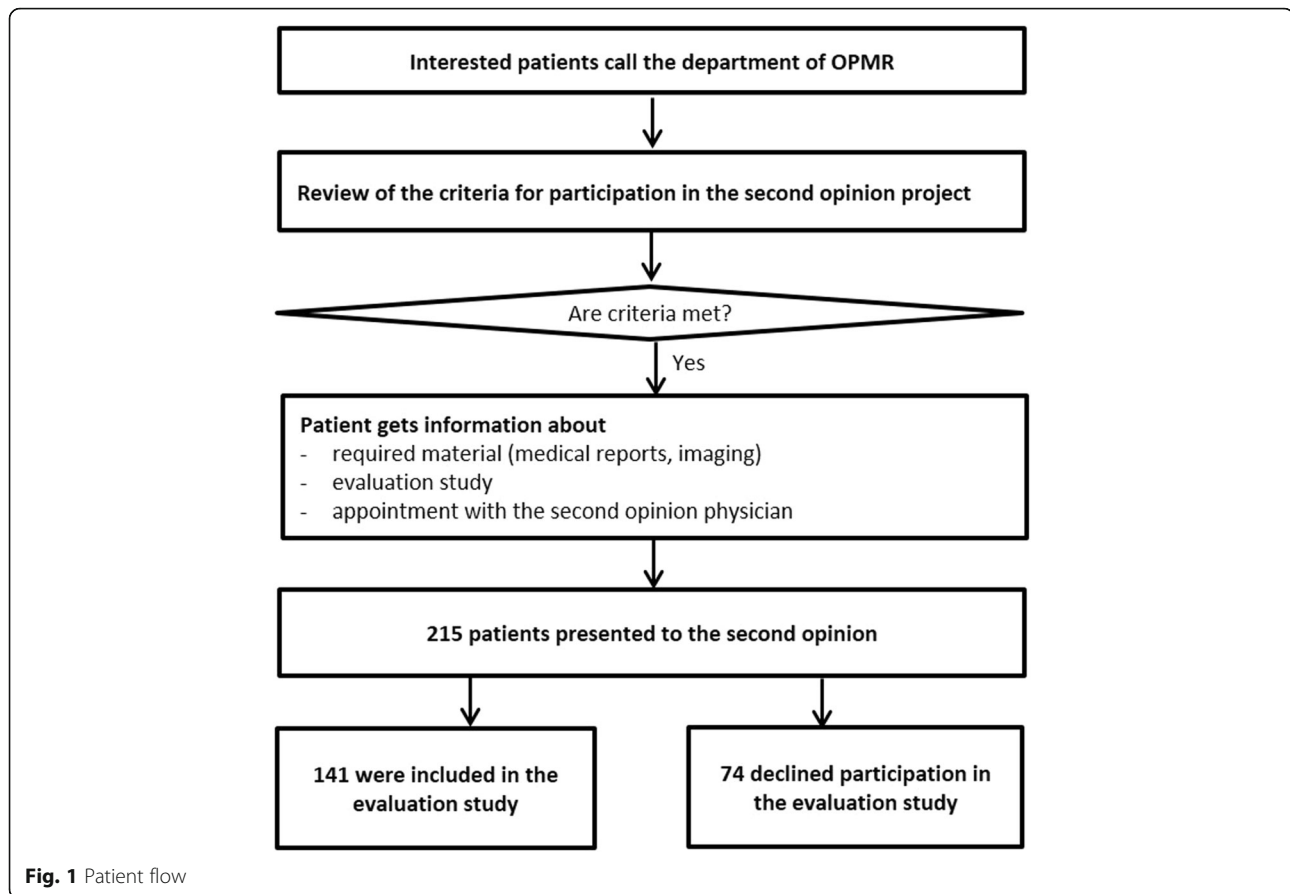 Interested patients call the department of OPMR
Review of the criteria for participation in the second opinion project
Are criteria met?
Yes
Patient gets information about
- required material (medical reports, imaging)
- evaluation study
- appointment with the second opinion physician
215 patients presented to the second opinion
141 were included in the
evaluation study
74 declined participation in
the evaluation study
Fig. 1 Patient flow